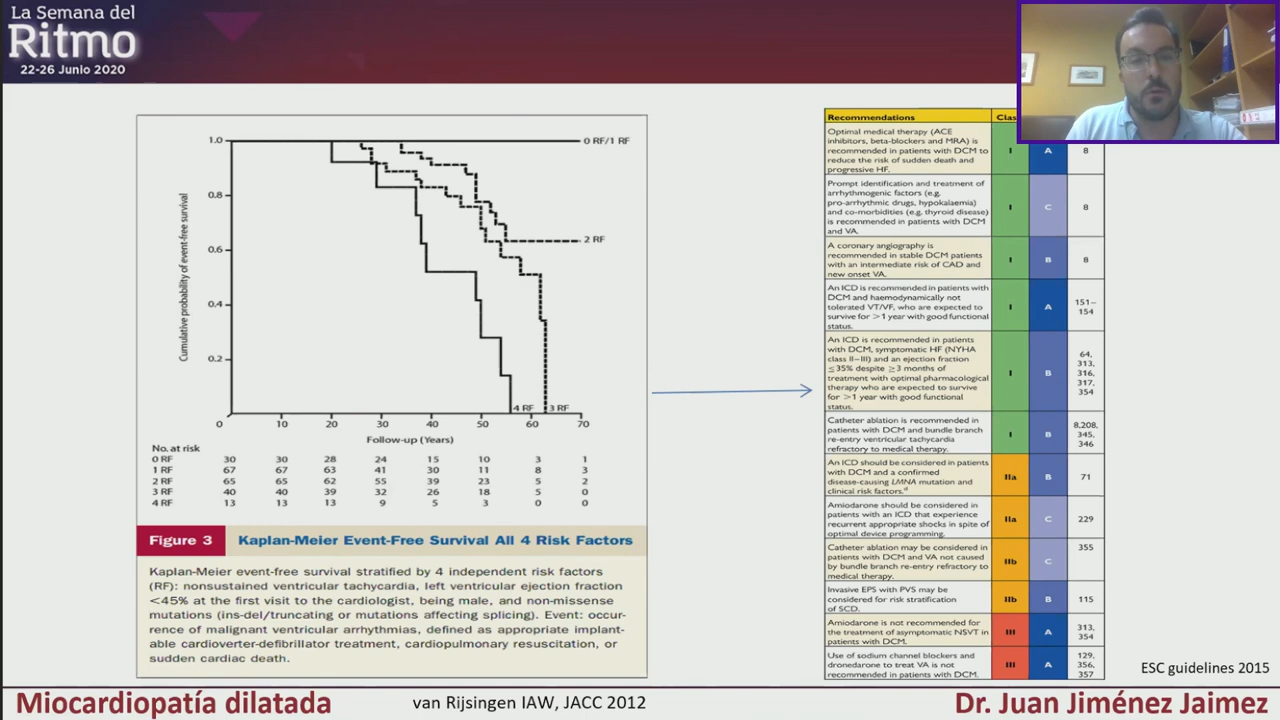 La Semana del
Ritmo
22-26 Junio 2020
1.0
0.8
0.6
0.4
0.2
0 RF/1 RF
2 RF
4 RF
3 RF
Cumulative probability of event-free survival
0 10 20 30 40 50 60 70
Follow-up (Years)
No. at risk
0 RF 30 30 28 24 15 10 3 1
1 RF 67 67 63 41 30 11 8 3
2 RF 65 65 62 55 39 23 5 2
3 RF 40 40 39 32 26 18 5 0
4 RF 13 13 13 9 5 3 0 0
Figure 3 Kaplan-Meier Event-Free Survival All 4 Risk Factors
Kaplan-Meier event-free survival stratified by 4 independent risk factors
(RF): nonsustained ventricular tachycardia, left ventricular ejection fraction
<45% at the first visit to the cardiologist, being male, and non-missense
mutations (ins-del/truncating or mutations affecting splicing). Event: occur-
rence of malignant ventricular arrhythmias, defined as appropriate implant-
able cardioverter-defibrillator treatment, cardiopulmonary resuscitation, or
sudden cardiac death.
Recommendations
Optimal medical therapy (ACE
inhibitors, beta-blockers and MRA) is
recommended in patients with DCM to
reduce the risk of sudden death and
progressive HF.
I A 8
Prompt identification and treatment of
arrhythmogenic factors (e.g.
pro-arrhythmic drugs, hypokalaemia)
and co-morbidities (e.g. thyroid disease)
is recommended in patients with DCM
and VA.
I C 8
A coronary angiography is
recommended in stable DCM patients
with an intermediate risk of CAD and
new onset VA.
I B 8
An ICD is recommended in patients with
DCM and haemodynamically not
tolerated VT/VF, who are expected to
survive for >1 year with good functional
status.
I A 151–
154
An ICD is recommended in patients
with DCM, symptomatic HF (NYHA
class II–III) and an ejection fraction
≤35% despite ≥3 months of
treatment with optimal pharmacological
therapy who are expected to survive
for >1 year with good functional
status.
I B 64,
313,
316,
317,
354
Catheter ablation is recommended in
patients with DCM and bundle branch
re-entry ventricular tachycardia
refractory to medical therapy.
I B 8,208,
345,
346
An ICD should be considered in patients
with DCM and a confirmed
disease-causing LMNA mutation and
clinical risk factors.d
IIa B 71
Amiodarone should be considered in
patients with an ICD that experience
recurrent appropriate shocks in spite of
optimal device programming.
IIa C 229
Catheter ablation may be considered in
patients with DCM and VA not caused
by bundle branch re-entry refractory to
medical therapy.
IIb C 355
Invasive EPS with PVS may be
considered for risk stratification
of SCD.
IIb B 115
Amiodarone is not recommended for
the treatment of asymptomatic NSVT in
patients with DCM.
III A 313,
354
Use of sodium channel blockers and
dronedarone to treat VA is not
recommended in patients with DCM.
III A 129,
356,
357
ESC guidelines 2015
Miocardiopatía dilatada
van Rijsingen IAW, JACC 2012
Dr. Juan Jiménez Jaimez